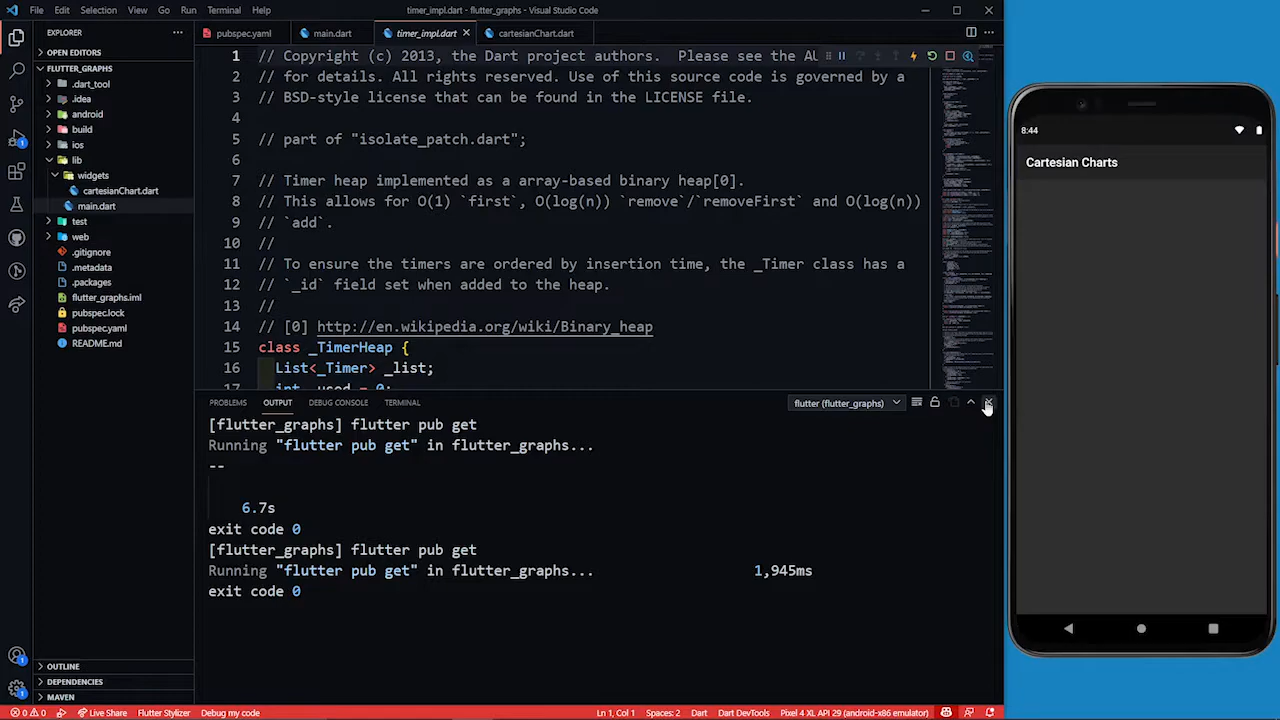 File Edit Selection View Go Run Terminal Help
timer_impl.dart - flutter_graphs - Visual Studio Code
EXPLORER
OPEN EDITORS
FLUTTER_GRAPHS
.dart_tool
.idea
android
build
ios
lib
widgets
cartesianChart.dart
main.dart
test
web
.gitignore
.metadata
.packages
flutter_graphs.iml
pubspec.lock
pubspec.yaml
README.md
OUTLINE
DEPENDENCIES
MAVEN
pubspec.yaml main.dart timer_impl.dart cartesianChart.dart
1 // Copyright (c) 2013, the Dart project authors. Please see the AU
2 // for details. All rights reserved. Use of this source code is governed by a
3 // BSD-style license that can be found in the LICENSE file.
4
5 part of "isolate_patch.dart";
6
7 Timer heap implemented as a array-based binary heap[0].
8 This allows for O(1) `first`, O(log(n)) `remove`/`removeFirst` and O(log(n))
9 `add`.
10
11 To ensure the timers are ordered by insertion time, the _Timer class has a
12 `_id` field set when added to the heap.
13
14 [0] http://en.wikipedia.org/wiki/Binary_heap
15 class _TimerHeap {
16 List<_Timer> _list;
17 int _used = 0;
PROBLEMS OUTPUT DEBUG CONSOLE TERMINAL
flutter (flutter_graphs)
[flutter_graphs] flutter pub get
Running "flutter pub get" in flutter_graphs...
--
6.7s
exit code 0
[flutter_graphs] flutter pub get
Running "flutter pub get" in flutter_graphs... 1,945ms
exit code 0
0 0 Live Share Flutter Stylizer Debug my code
Ln 1, Col 1 Spaces: 2 Dart Dart DevTools Pixel 4 XL API 29 (android-x86 emulator)
8:44
Cartesian Charts